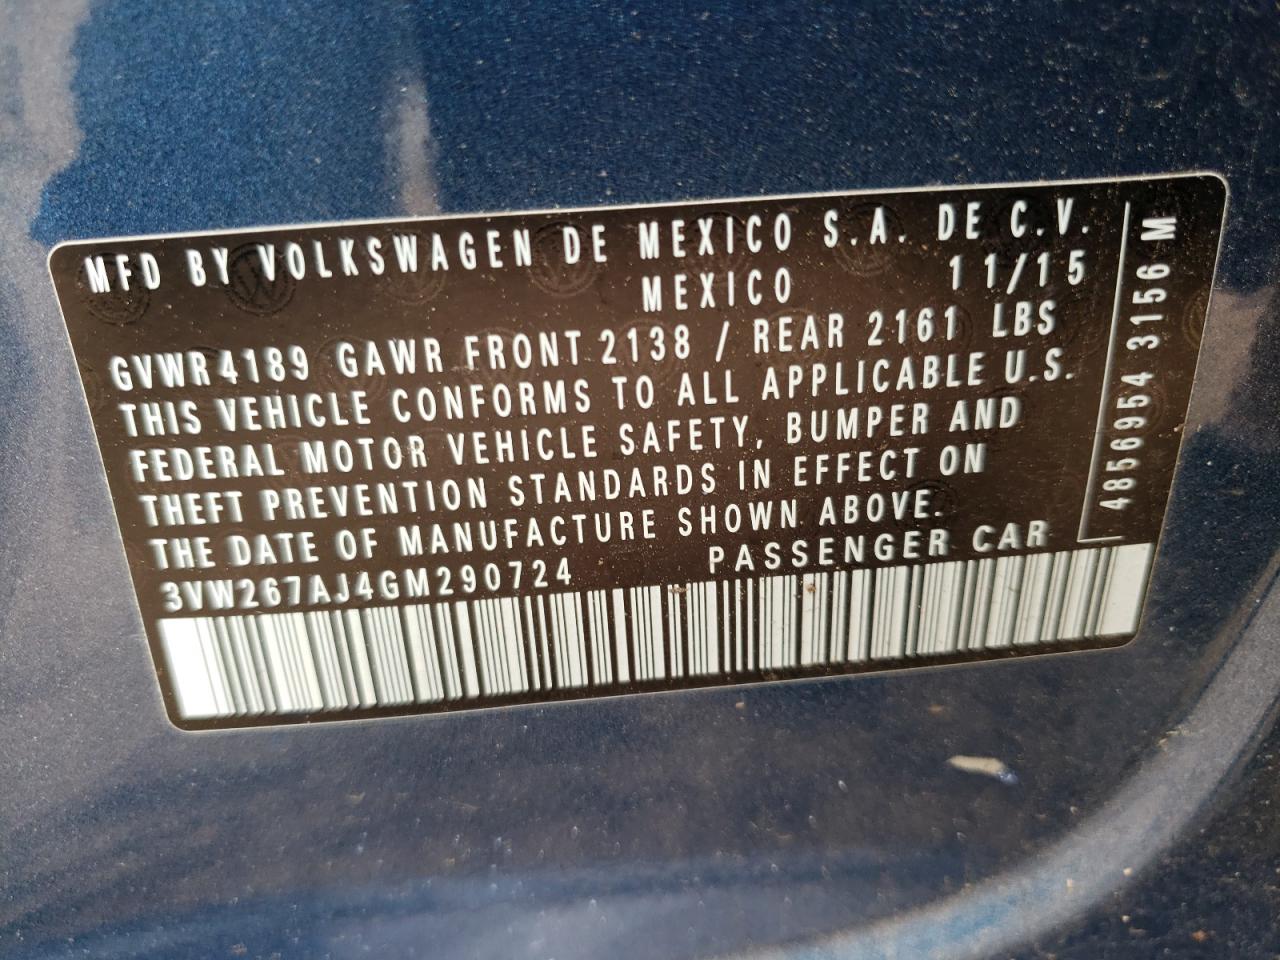 MFD BY VOLKSWAGEN DE MEXICO S.A. DE C.V.
MEXICO 11/15
GVWR 4189 GAWR FRONT 2138 / REAR 2161 LBS
THIS VEHICLE CONFORMS TO ALL APPLICABLE U.S.
FEDERAL MOTOR VEHICLE SAFETY, BUMPER AND
THEFT PREVENTION STANDARDS IN EFFECT ON
THE DATE OF MANUFACTURE SHOWN ABOVE.
3VW267AJ4GM290724 PASSENGER CAR
4856954 3156 M